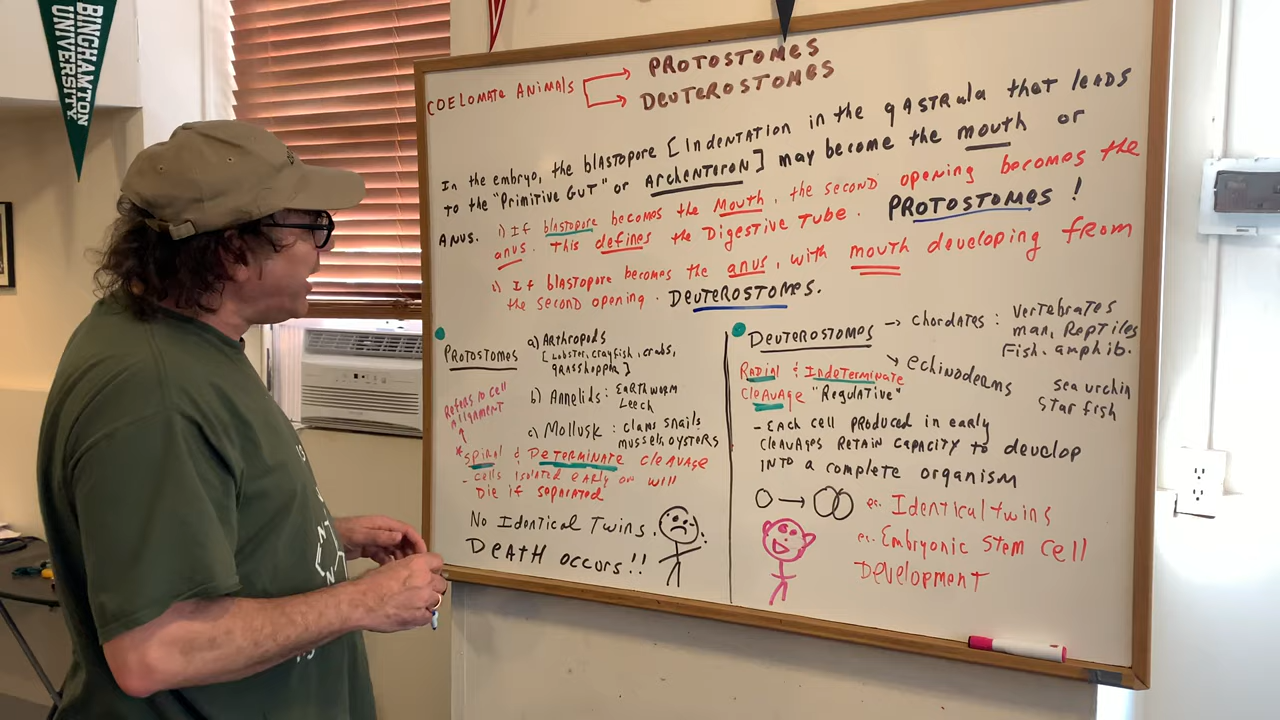 BINGHAMTON
UNIVERSITY
COELOMATE ANIMALS
PROTOSTOMES
DEUTEROSTOMES
In the embryo, the blastopore [Indentation in the gastrula that leads
to the "Primitive Gut" or Archenteron] may become the mouth or
anus.
1) If blastopore becomes the Mouth, the second opening becomes the
anus. This defines the Digestive Tube. PROTOSTOMES!
If blastopore becomes the anus, with mouth developing from
the second opening. DEUTEROSTOMES.
PROTOSTOMES
a) Arthropods
[Lobster, crayfish, crabs,
grasshopper]
b) Annelids: Earthworm
Leech
c) Mollusk: clams snails
mussels, oysters
Refers to cell
alignment
*Spiral & Determinate cleavage
- cells isolated early on will
Die if separated
No Identical Twins.
Death occurs!!
DEUTEROSTOMES → chordates: Vertebrates
man, Reptiles
Fish, amphib.
echinoderms
sea urchin
Star fish
Radial & Indeterminate
Cleavage "Regulative"
- Each cell produced in early
cleavages retain capacity to develop
into a complete organism
ex. Identical twins
ex. Embryonic Stem Cell
Development